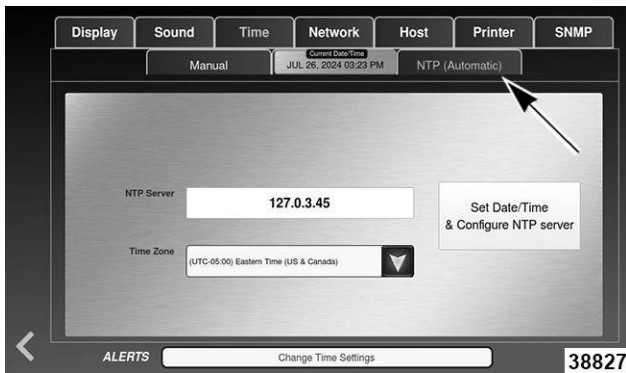 Display Sound Time Network Host Printer SNMP
Manual
Current Date/Time
JUL 26, 2024 03:23 PM
NTP (Automatic)
NTP Server
127.0.3.45
Set Date/Time
& Configure NTP server
Time Zone
(UTC-05:00) Eastern Time (US & Canada)
ALERTS
Change Time Settings
38827